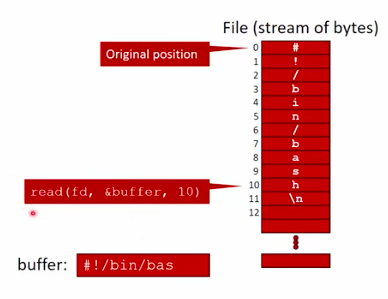 File (stream of bytes)
Original position
0 #
1 !
2 /
3 b
4 i
5 n
6 /
7 b
8 a
9 s
10 h
11 \n
12
read(fd, &buffer, 10)
buffer: #!/bin/bas